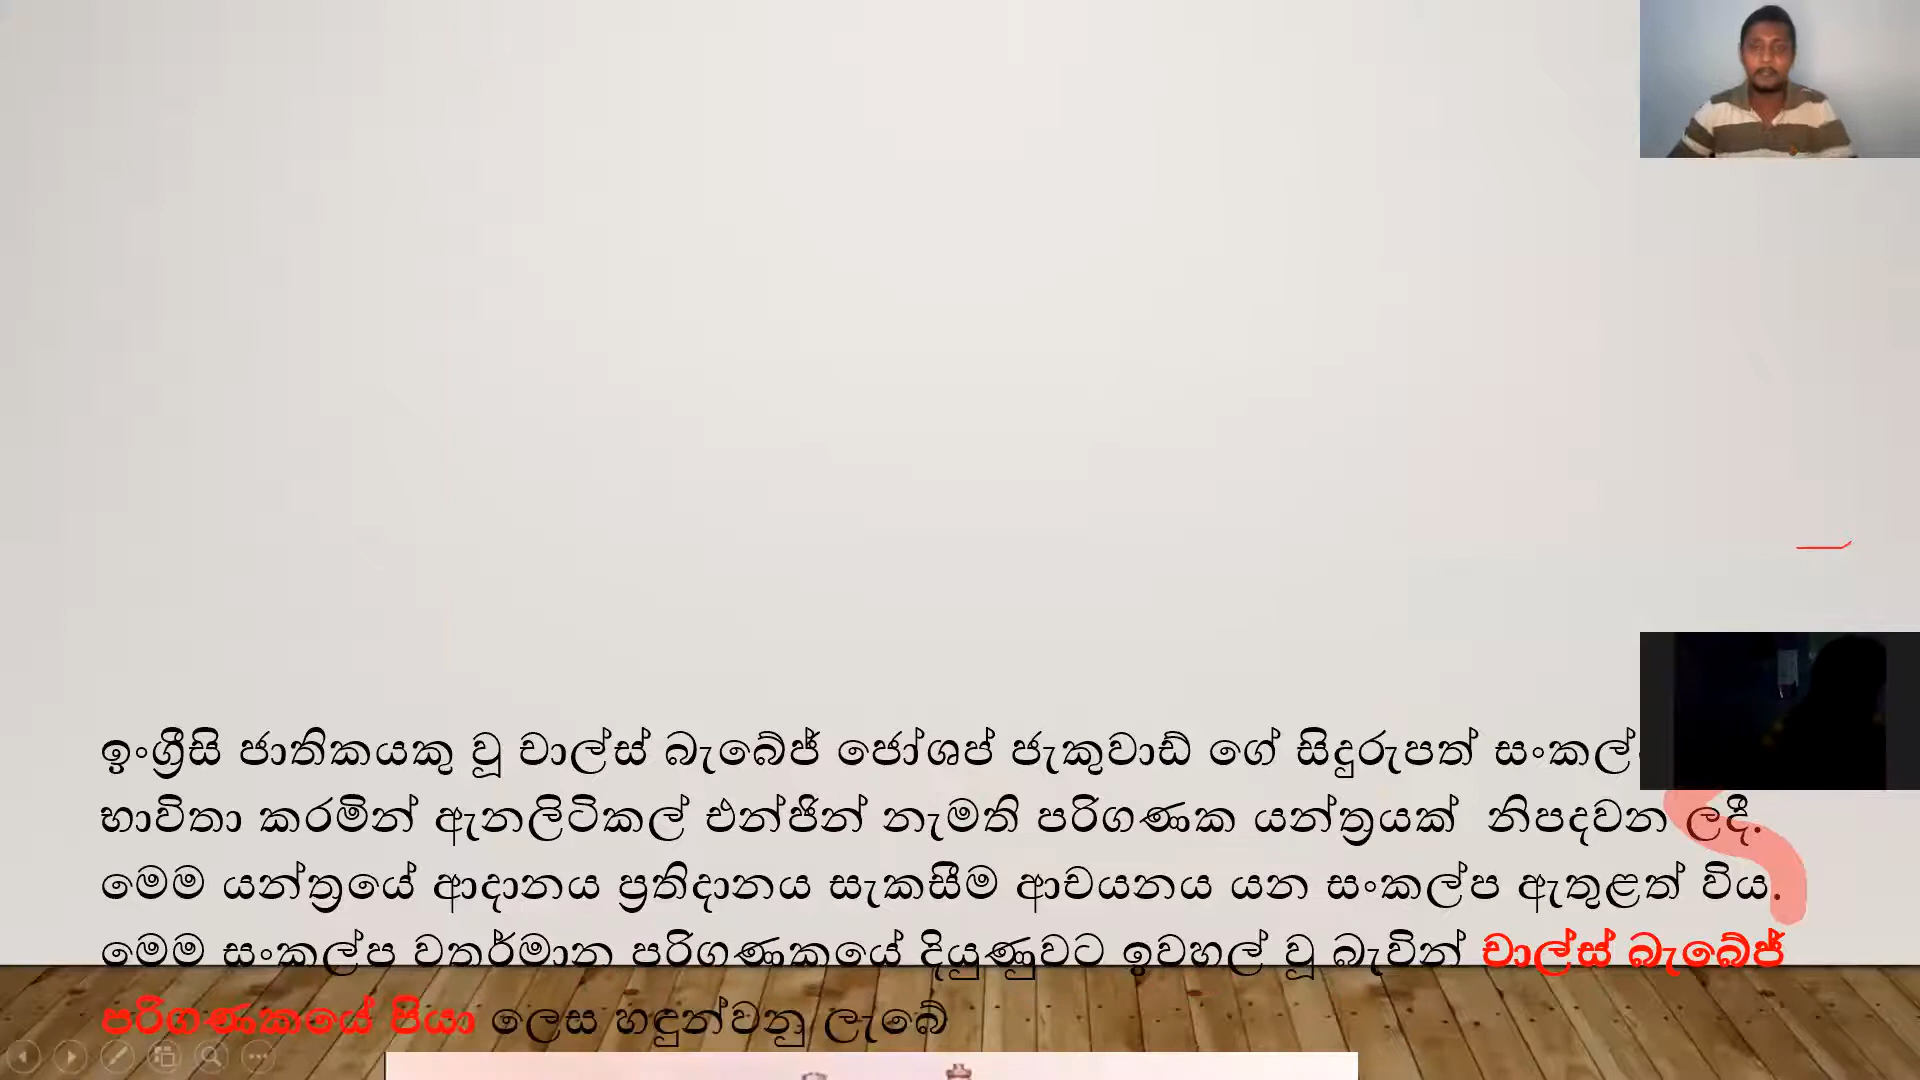 ඉංග්‍රීසි ජාතිකයකු වූ චාල්ස් බැබේජ් ජෝශප් ජැකුවාඩ් ගේ සිදුරුපත්
භාවිතා කරමින් ඇනලිටිකල් එන්ජින් නැමති පරිගණක යන්ත්‍රයක් නිපදවන ලදී.
මෙම යන්ත්‍රයේ ආදානය ප්‍රතිදානය සැකසීම ආචයනය යන සංකල්ප ඇතුළත් විය.
මෙම සංකල්ප වතර්මාන පරිගණකයේ දියුණුවට ඉවහල් වූ බැවින් චාල්ස් බැබේජ්
පරිගණකයේ පියා ලෙස හඳුන්වනු ලැබේ